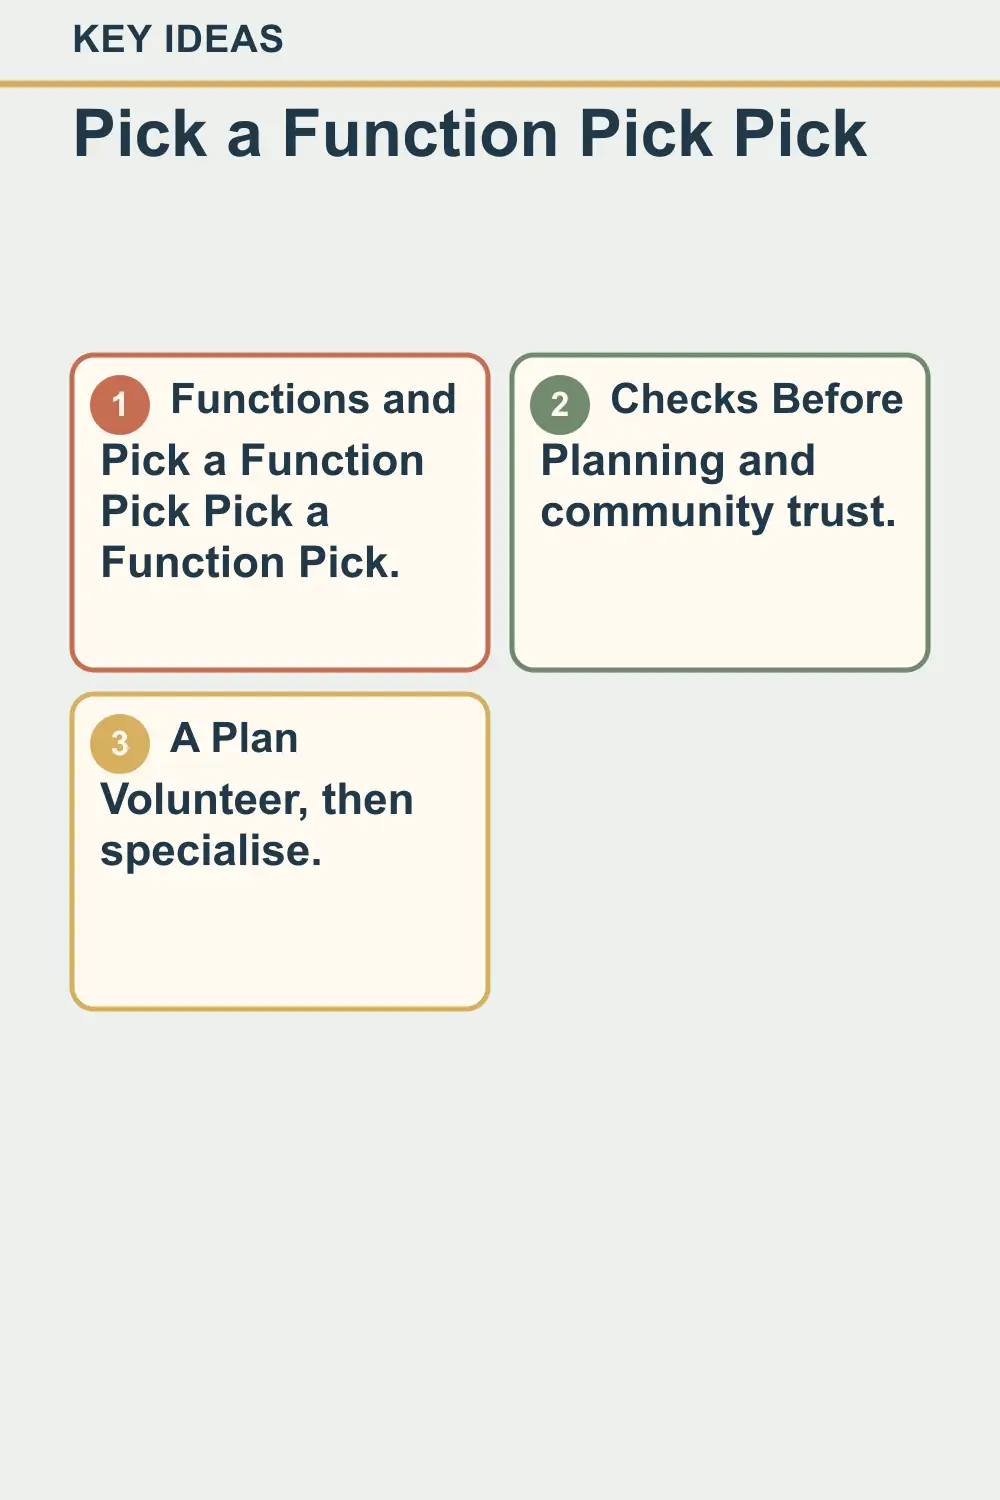 KEY IDEAS
Pick a Function Pick Pick
1 Functions and
Pick a Function
Pick Pick a
Function Pick.
2 Checks Before
Planning and
community trust.
3 A Plan
Volunteer, then
specialise.